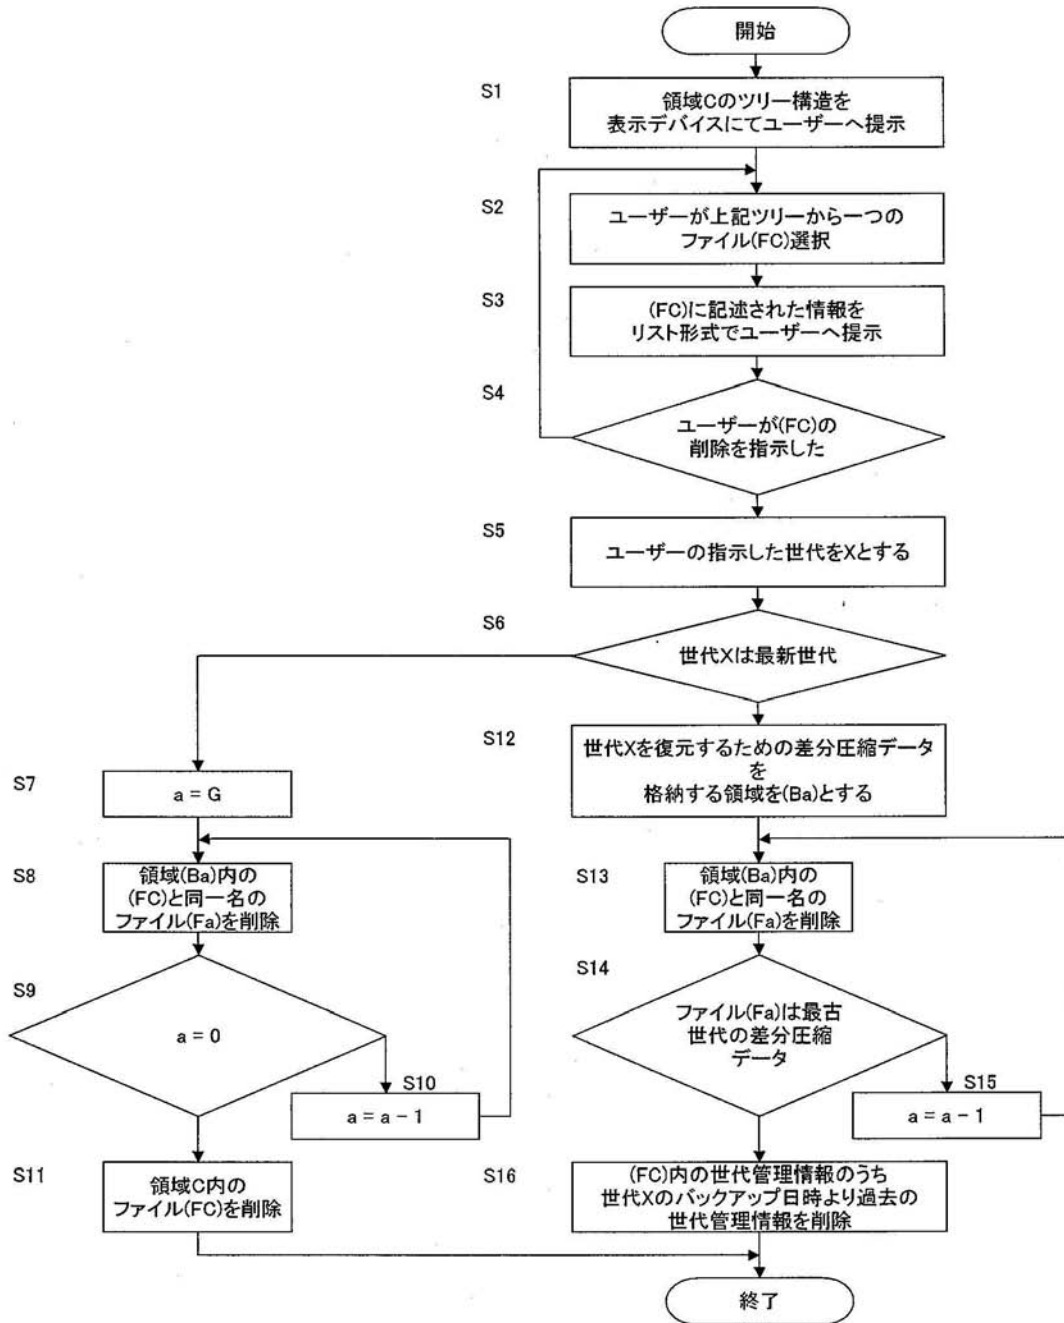 開始
S1
領域Cのツリー構造を
表示デバイスにてユーザーへ提示
S2
ユーザーが上記ツリーから一つの
ファイル(FC)選択
S3
(FC)に記述された情報を
リスト形式でユーザーへ提示
S4
ユーザーが(FC)の
削除を指示した
S5
ユーザーの指示した世代をXとする
S6
世代Xは最新世代
S12
世代Xを復元するための差分圧縮データ
を
格納する領域を(Ba)とする
S7
a = G
S8
領域(Ba)内の
(FC)と同一名の
ファイル(Fa)を削除
S13
領域(Ba)内の
(FC)と同一名の
ファイル(Fa)を削除
S9
a = 0
S14
ファイル(Fa)は最古
世代の差分圧縮
データ
S10
a = a - 1
S15
a = a - 1
S11
領域C内の
ファイル(FC)を削除
S16
(FC)内の世代管理情報のうち
世代Xのバックアップ日時より過去の
世代管理情報を削除
終了